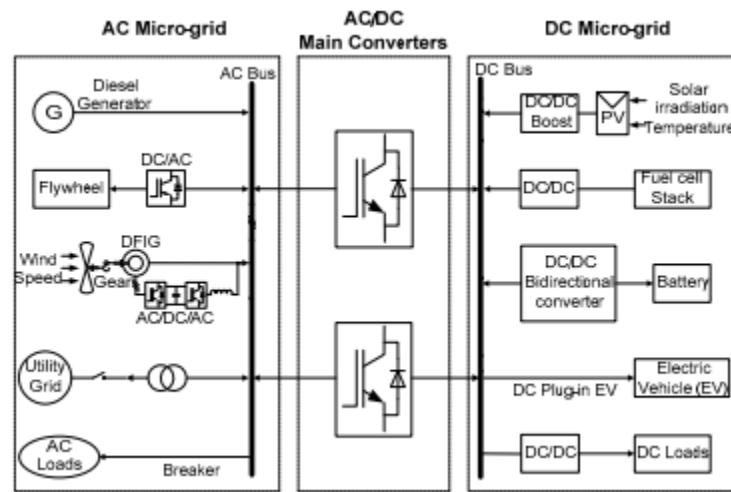 AC Micro-grid
AC/DC
Main Converters
DC Micro-grid
AC Bus
Diesel
Generator
G
DC/AC
Flywheel
DFIG
Wind
Speed
Gear
AC/DC/AC
Utility
Grid
AC
Loads
Breaker
DC Bus
DC/DC
Boost
PV
Solar
irradiation
Temperature
DC/DC
Fuel cell
Stack
DC/DC
Bidirectional
converter
Battery
DC Plug-in EV
Electric
Vehicle (EV)
DC/DC
DC Loads